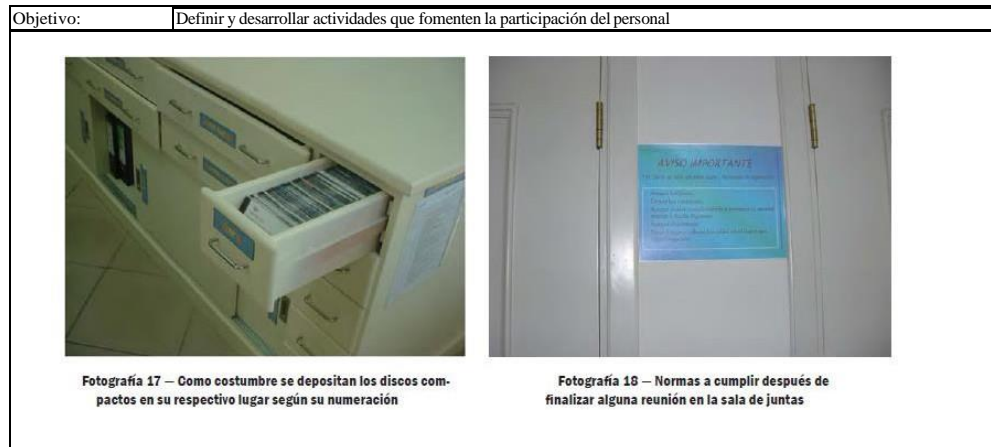 Objetivo:
Definir y desarrollar actividades que fomenten la participación del personal
AVISO IMPORTANTE
Fotografía 17 — Como costumbre se depositan los discos com-
pactos en su respectivo lugar según su numeración
Fotografía 18 — Normas a cumplir después de
finalizar alguna reunión en la sala de juntas